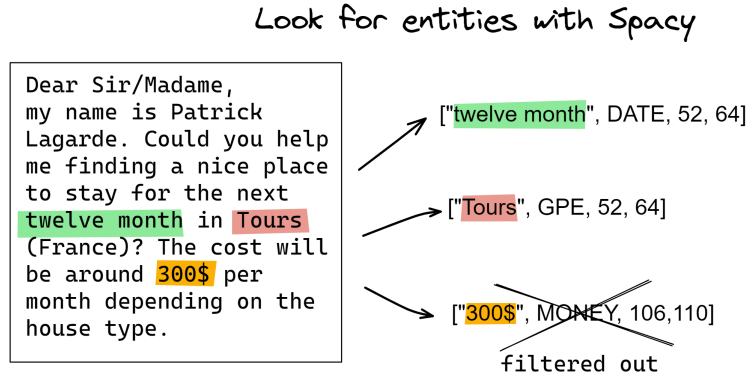 Look for entities with Spacy
Dear Sir/Madame,
my name is Patrick
Lagarde. Could you help
me finding a nice place
to stay for the next
twelve month in Tours
(France)? The cost will
be around 300$ per
month depending on the
house type.
["twelve month", DATE, 52, 64]
["Tours", GPE, 52, 64]
["300$", MONEY, 106,110]
filtered out